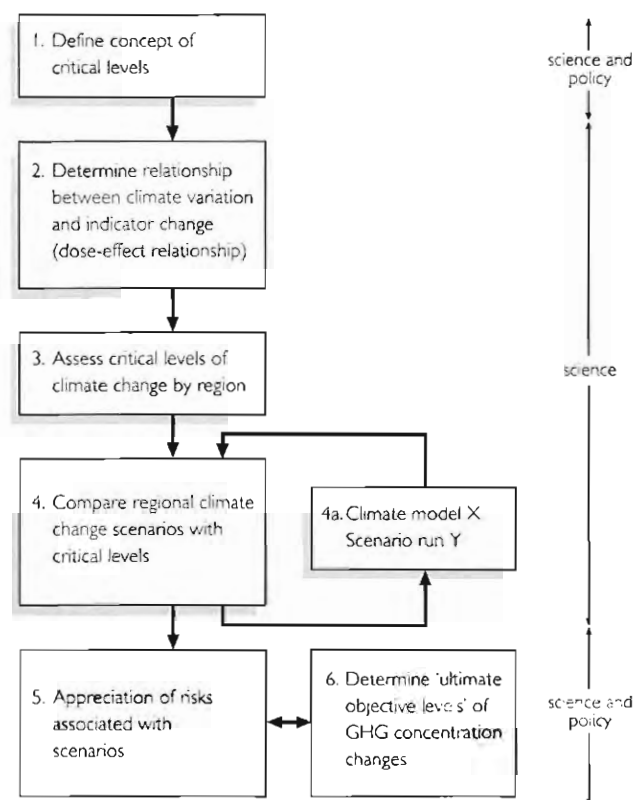 1. Define concept of
critical levels
science and
policy
2. Determine relationship
between climate variation
and indicator change
(dose-effect relationship)
3. Assess critical levels of
climate change by region
science
4. Compare regional climate
change scenarios with
critical levels
4a. Climate model X
Scenario run Y
5. Appreciation of risks
associated with
scenarios
6. Determine 'ultimate
objective levels' of
GHG concentration
changes
science and
policy